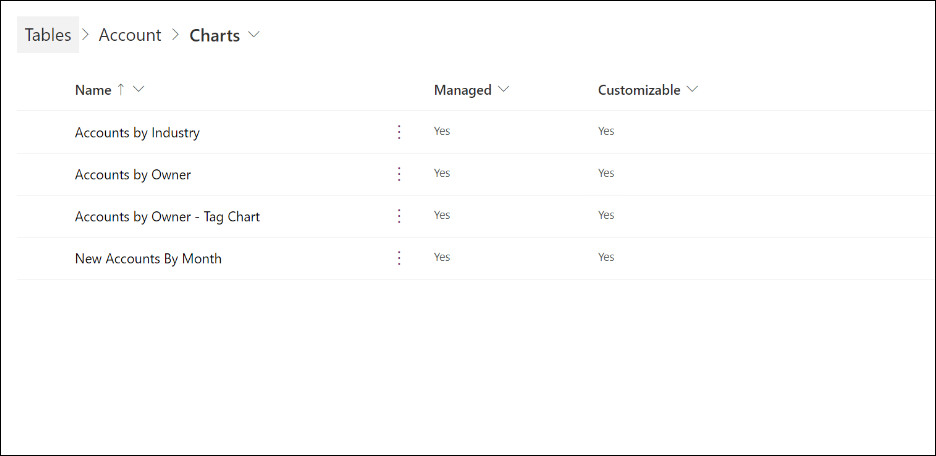 Tables > Account > Charts
Name ↑ Managed Customizable
Accounts by Industry Yes Yes
Accounts by Owner Yes Yes
Accounts by Owner - Tag Chart Yes Yes
New Accounts By Month Yes Yes